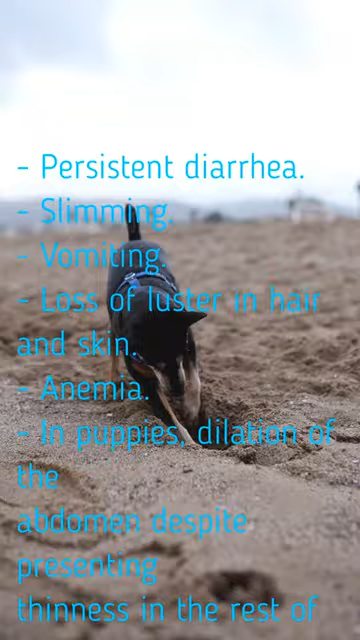 - Persistent diarrhea.
- Slimming.
- Vomiting.
- Loss of luster in hair
and skin.
- Anemia.
- In puppies, dilation of
the
abdomen despite
presenting
thinness in the rest of